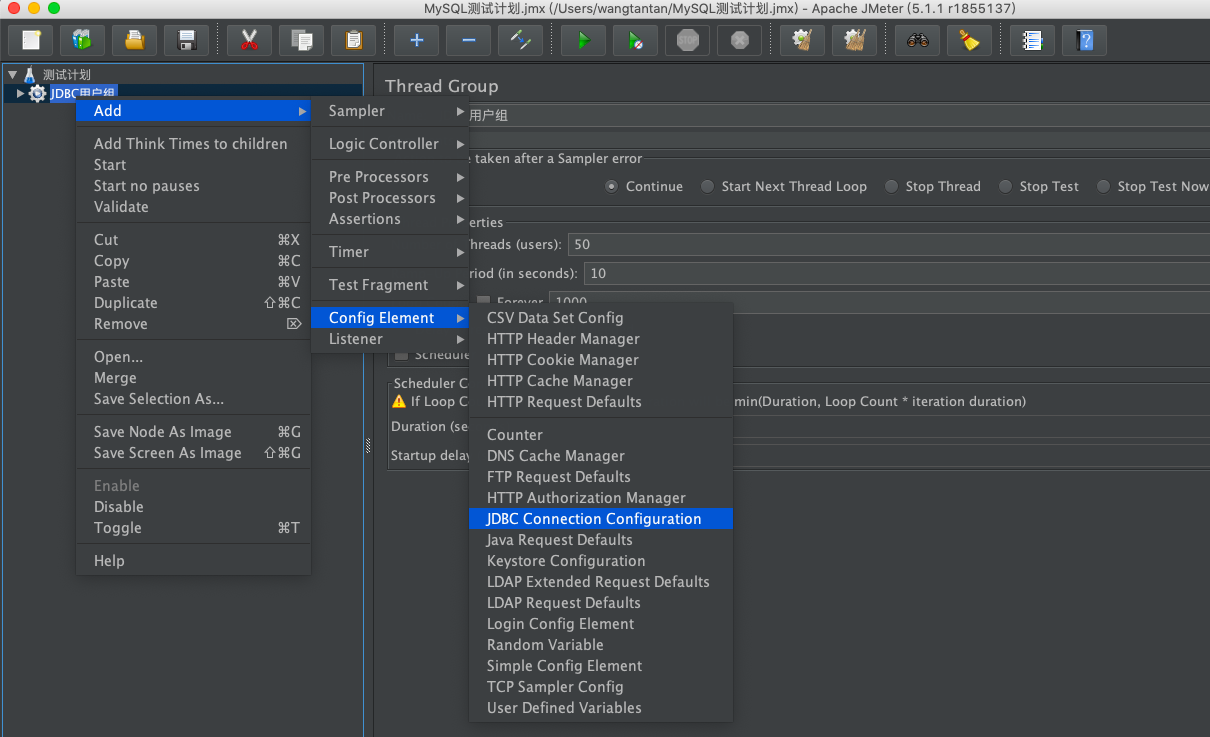 MySQL测试计划.jmx (/Users/wangtantan/MySQL测试计划.jmx) - Apache JMeter (5.1.1 r1855137)
STOP
测试计划
JDBC用户组
Add
Add Think Times to children
Start
Start no pauses
Validate
Cut ⌘X
Copy ⌘C
Paste ⌘V
Duplicate ⇧⌘C
Remove ⌦
Open...
Merge
Save Selection As...
Save Node As Image ⌘G
Save Screen As Image ⇧⌘G
Enable
Disable
Toggle ⌘T
Help
Sampler
Logic Controller
Pre Processors
Post Processors
Assertions
Timer
Test Fragment
Config Element
Listener
CSV Data Set Config
HTTP Header Manager
HTTP Cookie Manager
HTTP Cache Manager
HTTP Request Defaults
Counter
DNS Cache Manager
FTP Request Defaults
HTTP Authorization Manager
JDBC Connection Configuration
Java Request Defaults
Keystore Configuration
LDAP Extended Request Defaults
LDAP Request Defaults
Login Config Element
Random Variable
Simple Config Element
TCP Sampler Config
User Defined Variables
Thread Group
用户组
e taken after a Sampler error
Continue Start Next Thread Loop Stop Thread Stop Test Stop Test Now
erties
hreads (users): 50
riod (in seconds): 10
Forever 1000
Schedule
Scheduler C
If Loop C min(Duration, Loop Count * iteration duration)
Duration (se
Startup delay